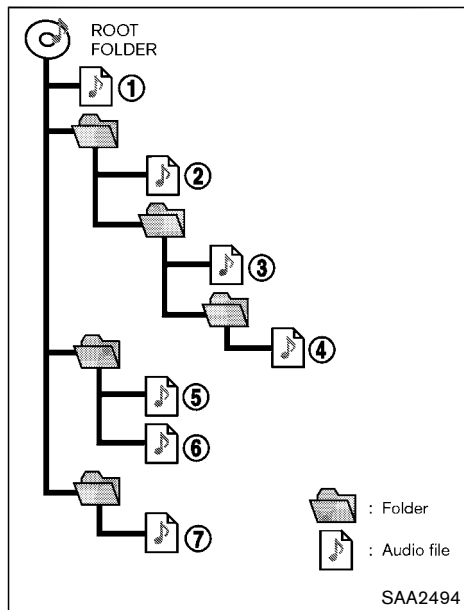 ROOT
FOLDER
①
②
③
④
⑤
⑥
⑦
: Folder
: Audio file
SAA2494